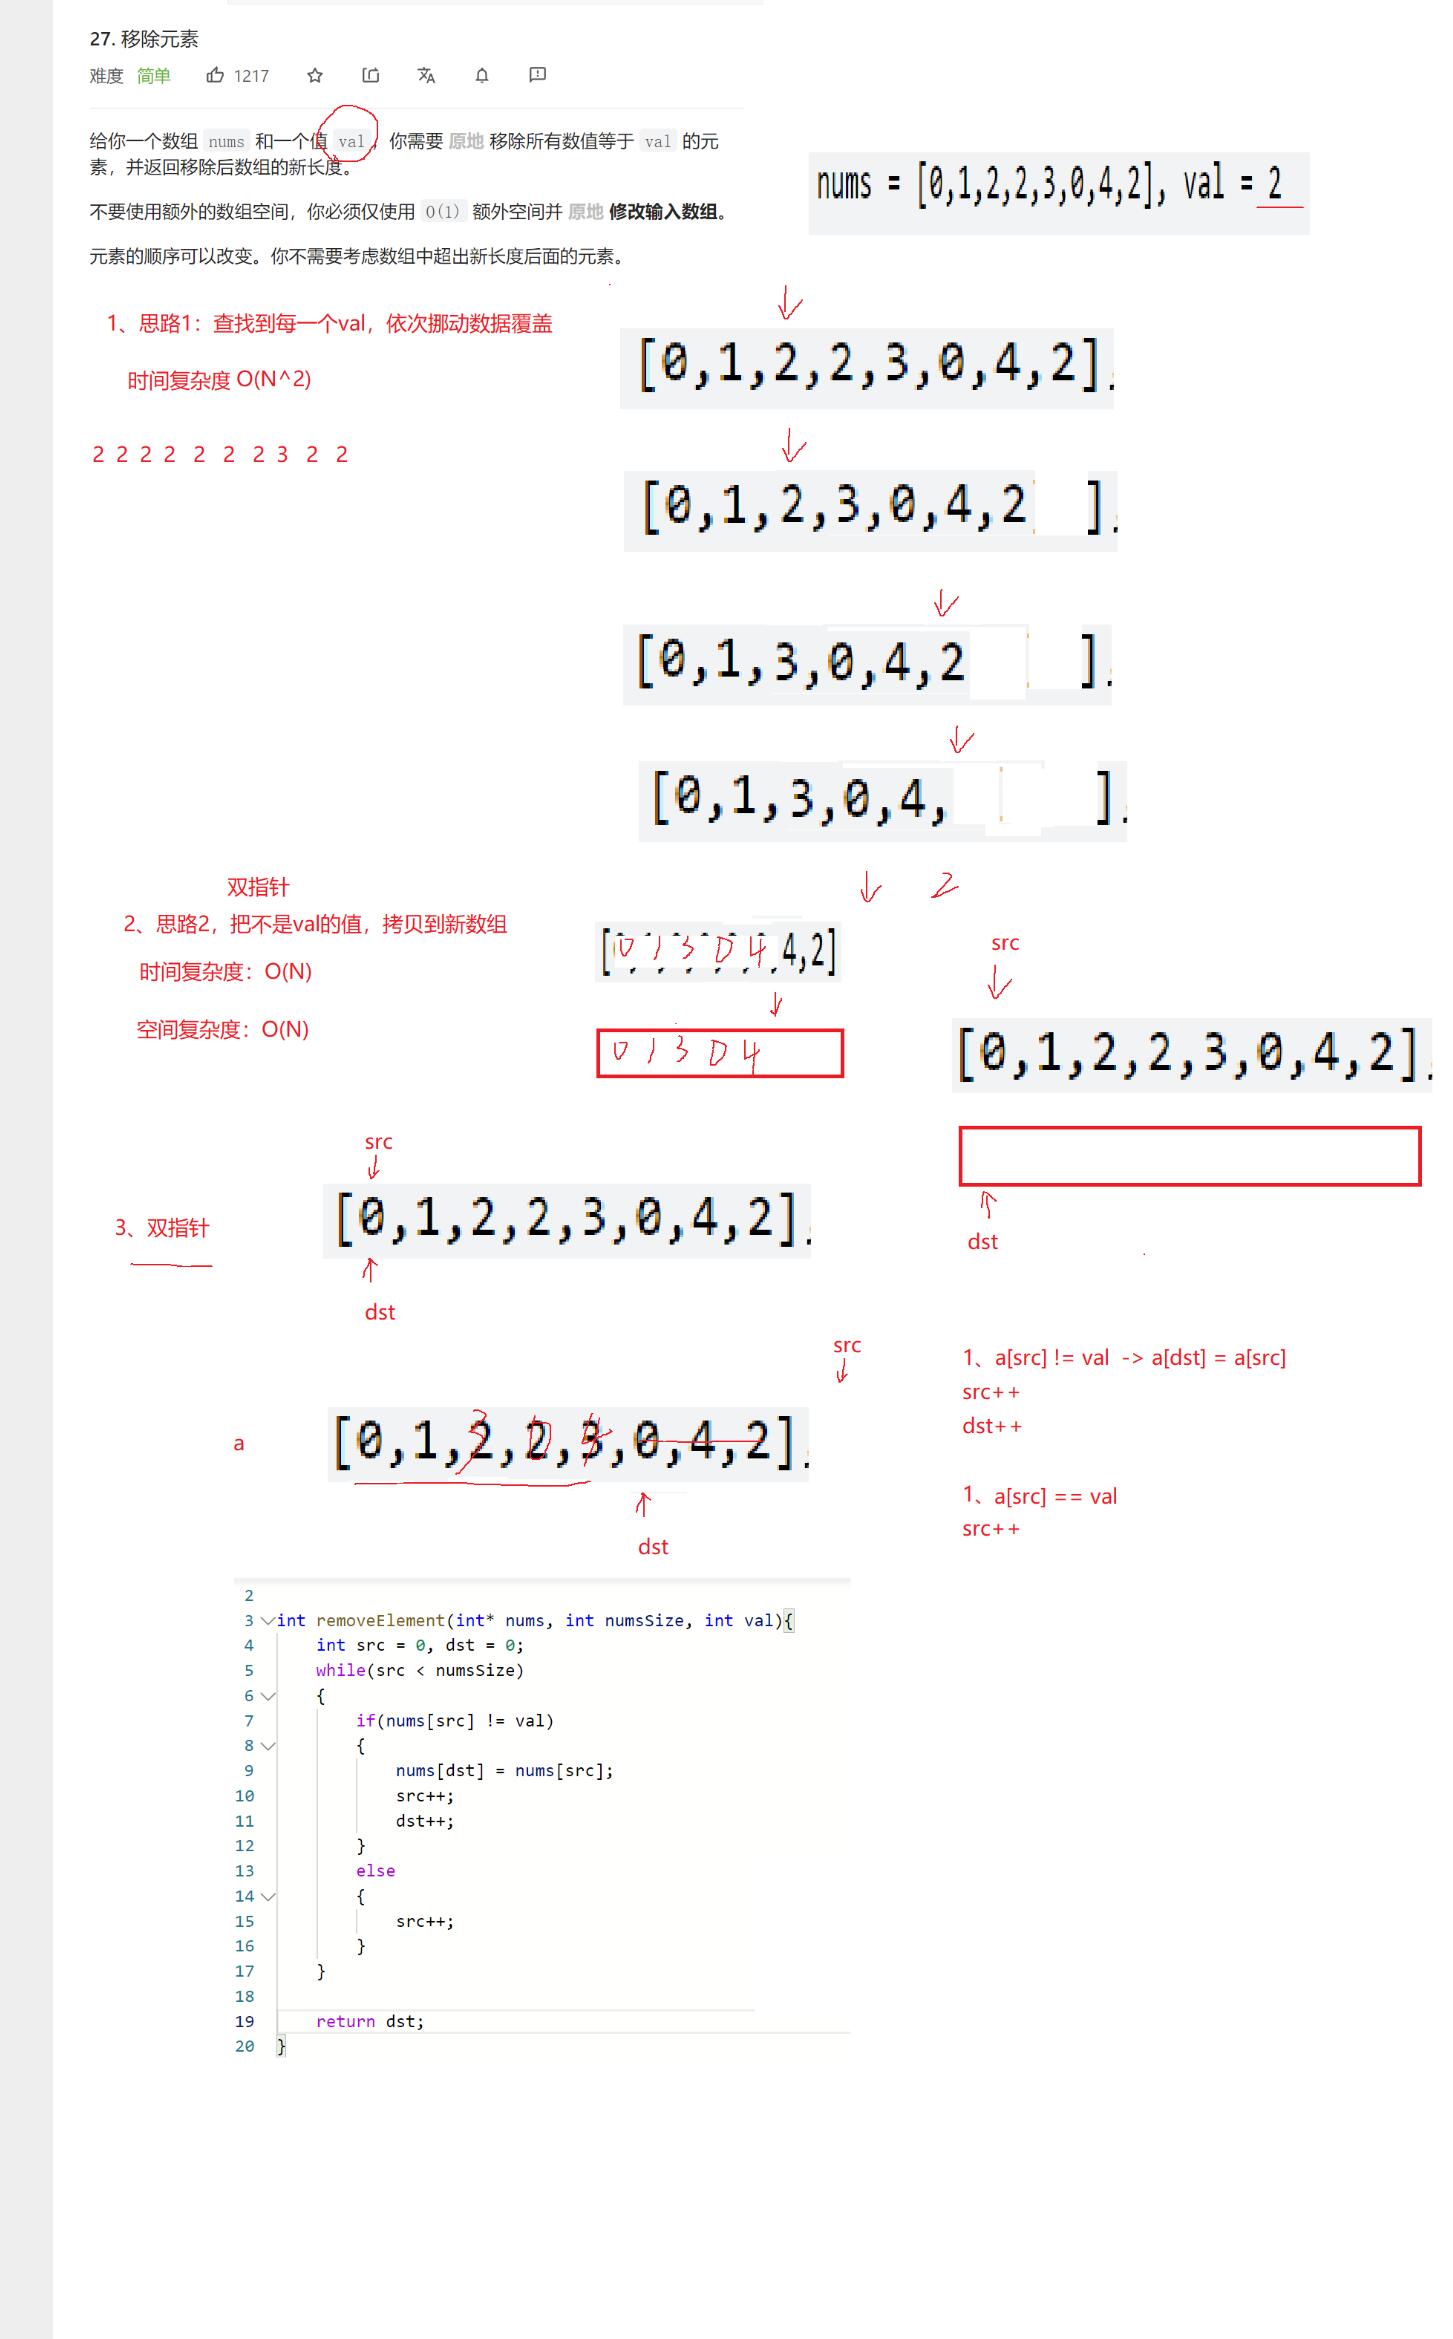 27. 移除元素
难度 简单 1217
给你一个数组 nums 和一个值 val，你需要 原地 移除所有数值等于 val 的元
素，并返回移除后数组的新长度。
不要使用额外的数组空间，你必须仅使用 O(1) 额外空间并 原地 修改输入数组。
元素的顺序可以改变。你不需要考虑数组中超出新长度后面的元素。
nums = [0,1,2,2,3,0,4,2], val = 2
1、思路1：查找到每一个val，依次挪动数据覆盖
时间复杂度 O(N^2)
2 2 2 2 2 2 2 3 2 2
[0,1,2,2,3,0,4,2],
[0,1,2,3,0,4,2 ],
[0,1,3,0,4,2 ],
[0,1,3,0,4, ],
双指针
2、思路2，把不是val的值，拷贝到新数组
时间复杂度：O(N)
空间复杂度：O(N)
2
[0 1 3 0 4 4,2]
0 1 3 0 4
src
[0,1,2,2,3,0,4,2],
dst
3、双指针
src
[0,1,2,2,3,0,4,2],
dst
src
a
[0,1,2,2,3,0,4,2],
3 0 4
dst
1、a[src] != val -> a[dst] = a[src]
src++
dst++
1、a[src] == val
src++
2
3 int removeElement(int* nums, int numsSize, int val){
4 int src = 0, dst = 0;
5 while(src < numsSize)
6 {
7 if(nums[src] != val)
8 {
9 nums[dst] = nums[src];
10 src++;
11 dst++;
12 }
13 else
14 {
15 src++;
16 }
17 }
18
19 return dst;
20 }